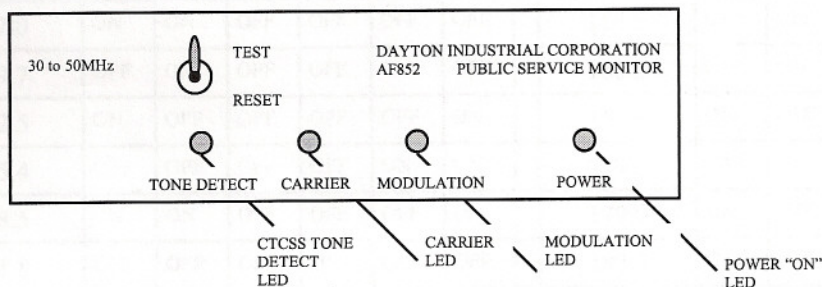 TEST
DAYTON INDUSTRIAL CORPORATION
30 to 50MHz
AF852 PUBLIC SERVICE MONITOR
RESET
TONE DETECT CARRIER MODULATION POWER
CTCSS TONE DETECT LED
CARRIER LED
MODULATION LED
POWER “ON” LED